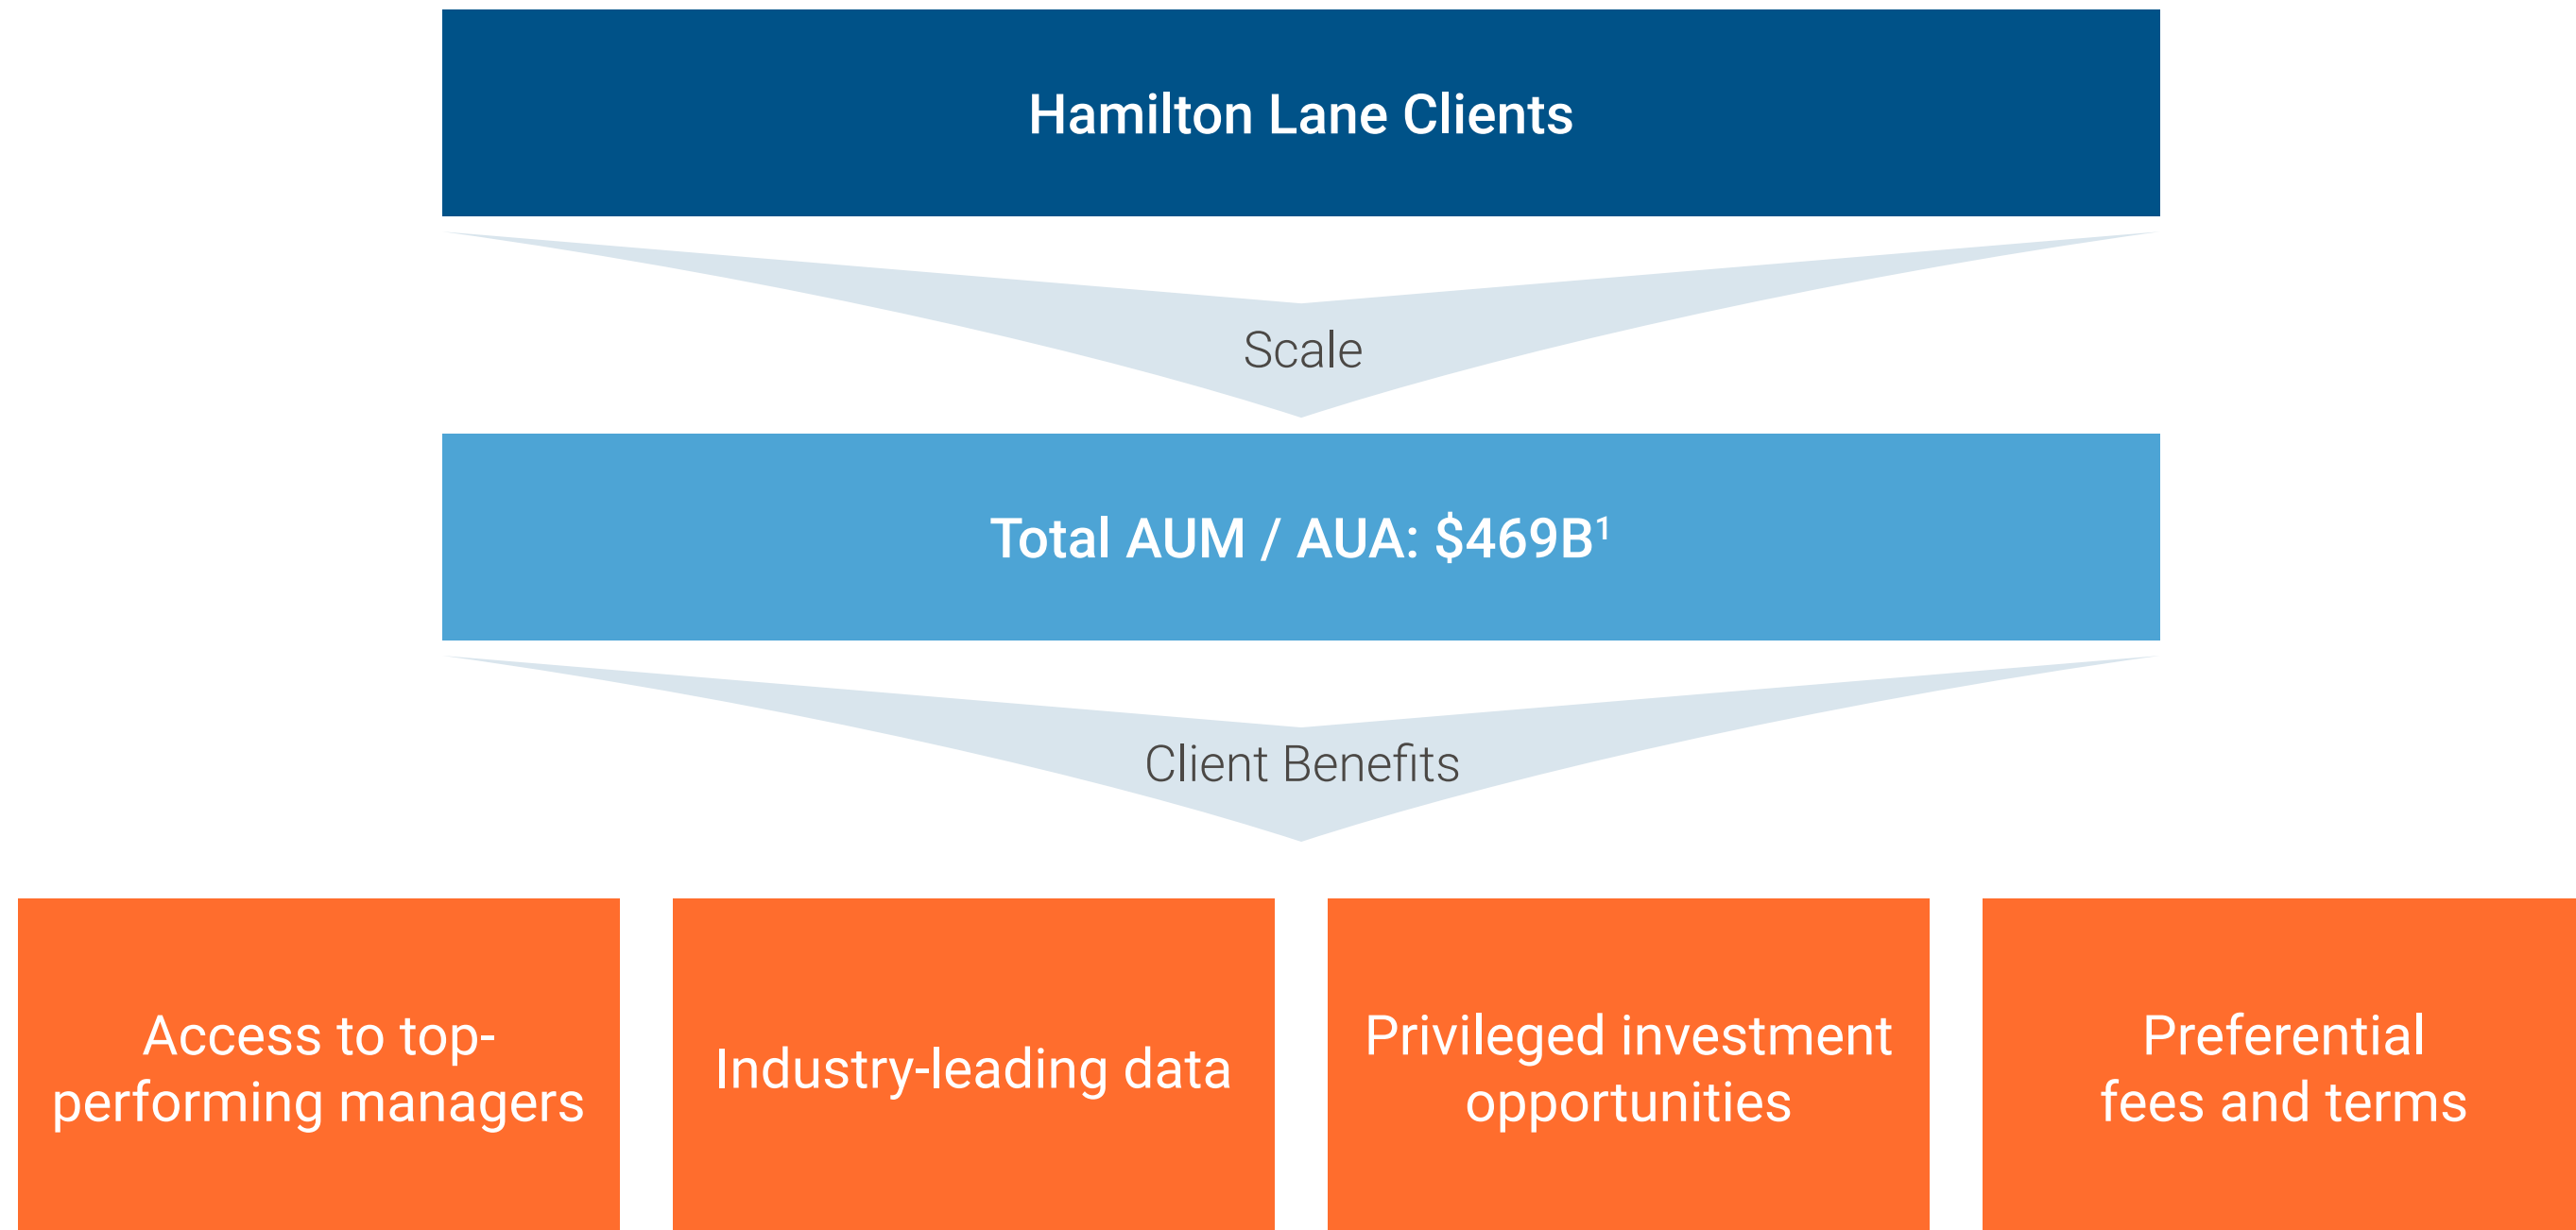 Hamilton Lane Clients
Scale
Total AUM / AUA: $469B¹
Client Benefits
Access to top-
performing managers
Industry-leading data
Privileged investment
opportunities
Preferential
fees and terms